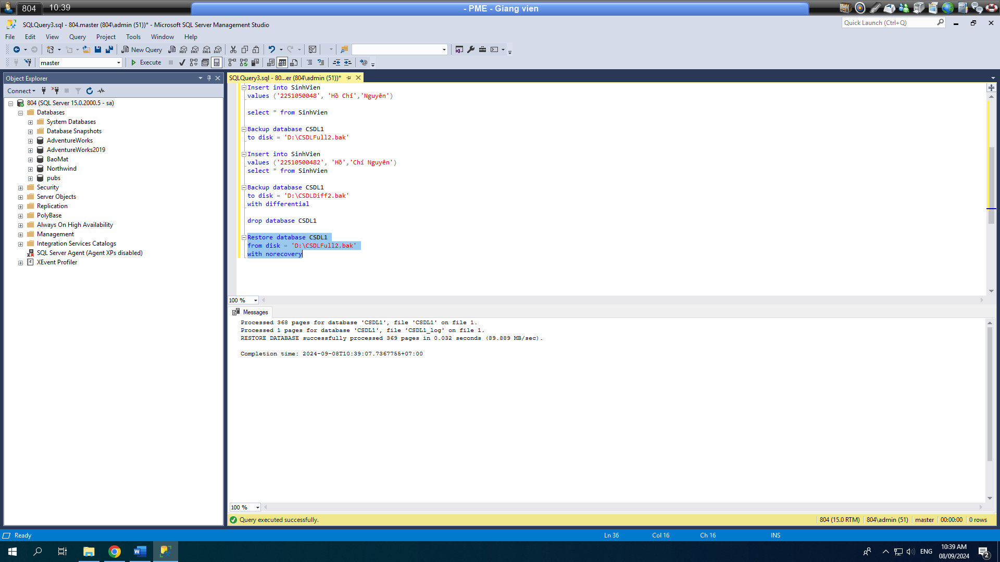 804
10:39
- PME - Giang vien
SQLQuery3.sql - 804.master (804\admin (51))* - Microsoft SQL Server Management Studio
Quick Launch (Ctrl+Q)
File Edit View Query Project Tools Window Help
New Query
MDX DMX XMLA DAX
master
Execute
Object Explorer
Connect
804 (SQL Server 15.0.2000.5 - sa)
Databases
System Databases
Database Snapshots
AdventureWorks
AdventureWorks2019
BaoMat
Northwind
pubs
Security
Server Objects
Replication
PolyBase
Always On High Availability
Management
Integration Services Catalogs
SQL Server Agent (Agent XPs disabled)
XEvent Profiler
SQLQuery3.sql - 80...er (804\admin (51))*
Insert into SinhVien
values ('2251050048', 'Hồ Chí','Nguyên')
select * from SinhVien
Backup database CSDL1
to disk = 'D:\CSDLFull2.bak'
Insert into SinhVien
values ('22510500482', 'Hồ','Chí Nguyên')
select * from SinhVien
Backup database CSDL1
to disk = 'D:\CSDLDiff2.bak'
with differential
drop database CSDL1
Restore database CSDL1
from disk = 'D:\CSDLFull2.bak'
with norecovery
100 %
Messages
Processed 368 pages for database 'CSDL1', file 'CSDL1' on file 1.
Processed 1 pages for database 'CSDL1', file 'CSDL1_log' on file 1.
RESTORE DATABASE successfully processed 369 pages in 0.032 seconds (89.889 MB/sec).
Completion time: 2024-09-08T10:39:07.7367755+07:00
100 %
Query executed successfully.
804 (15.0 RTM) 804\admin (51) master 00:00:00 0 rows
Ready
Ln 36 Col 16 Ch 16 INS
ENG
10:39 AM
08/09/2024
2